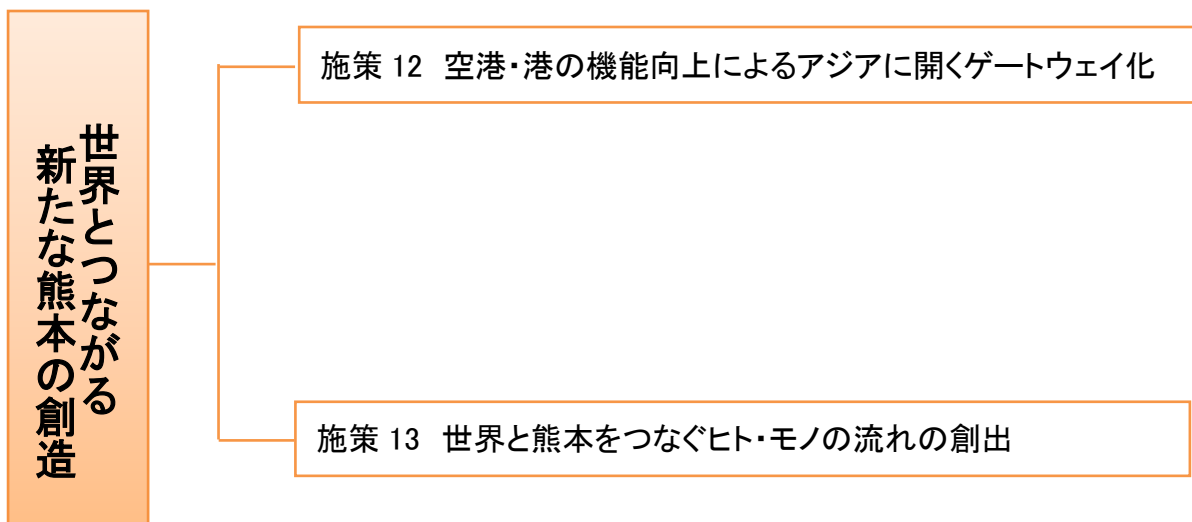 世界とつながる
新たな熊本の創造
施策 12 空港・港の機能向上によるアジアに開くゲートウェイ化
施策 13 世界と熊本をつなぐヒト・モノの流れの創出